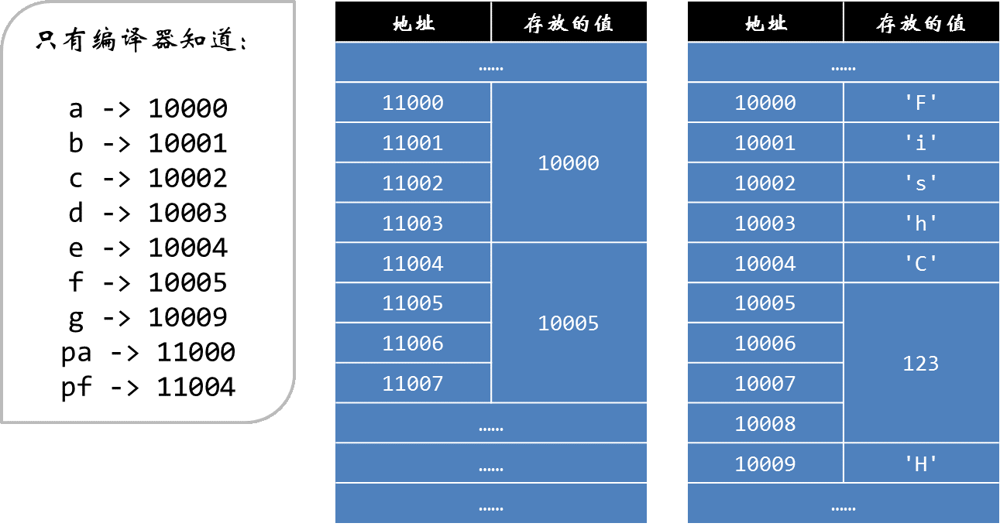 只有编译器知道：
a -> 10000
b -> 10001
c -> 10002
d -> 10003
e -> 10004
f -> 10005
g -> 10009
pa -> 11000
pf -> 11004
地址 存放的值
……
11000
11001
10000
11002
11003
11004
11005
10005
11006
11007
……
……
……
地址 存放的值
……
10000 'F'
10001 'i'
10002 's'
10003 'h'
10004 'C'
10005
10006
123
10007
10008
10009 'H'
……